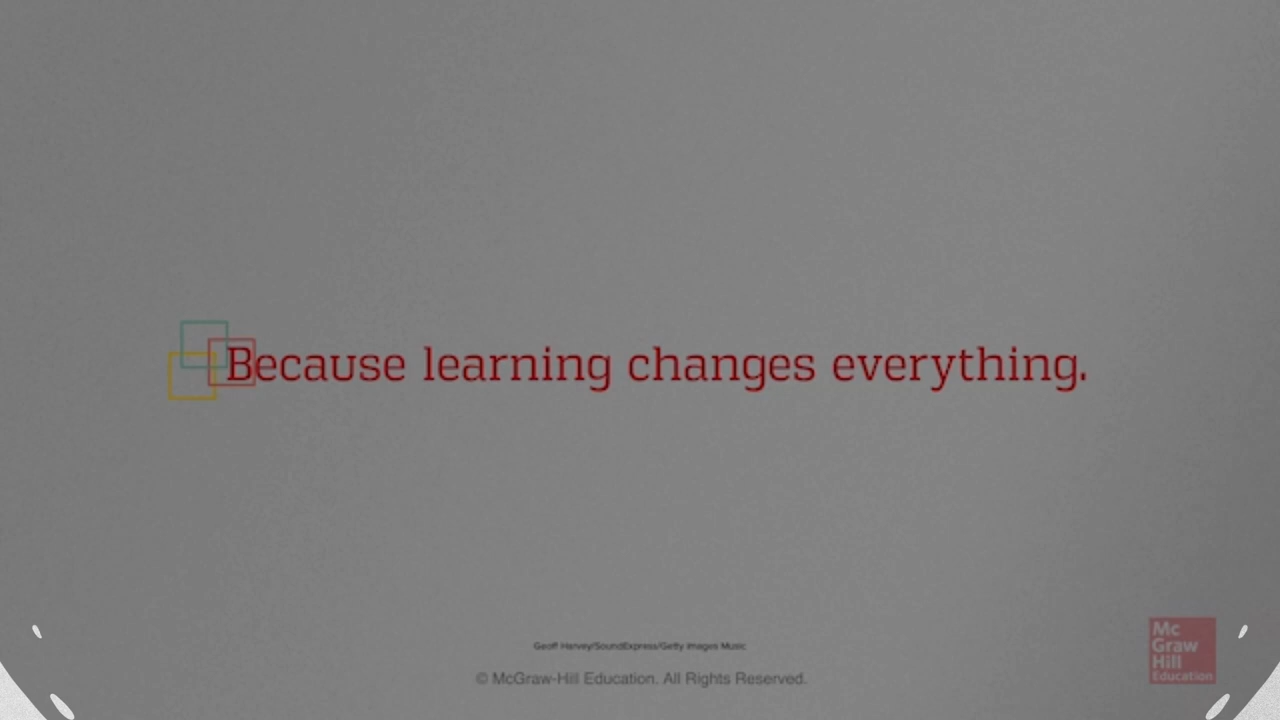 Because learning changes everything.
Geoff Harvey/SoundExpress/Getty Images Music
© McGraw-Hill Education. All Rights Reserved.
Mc
Graw
Hill
Education